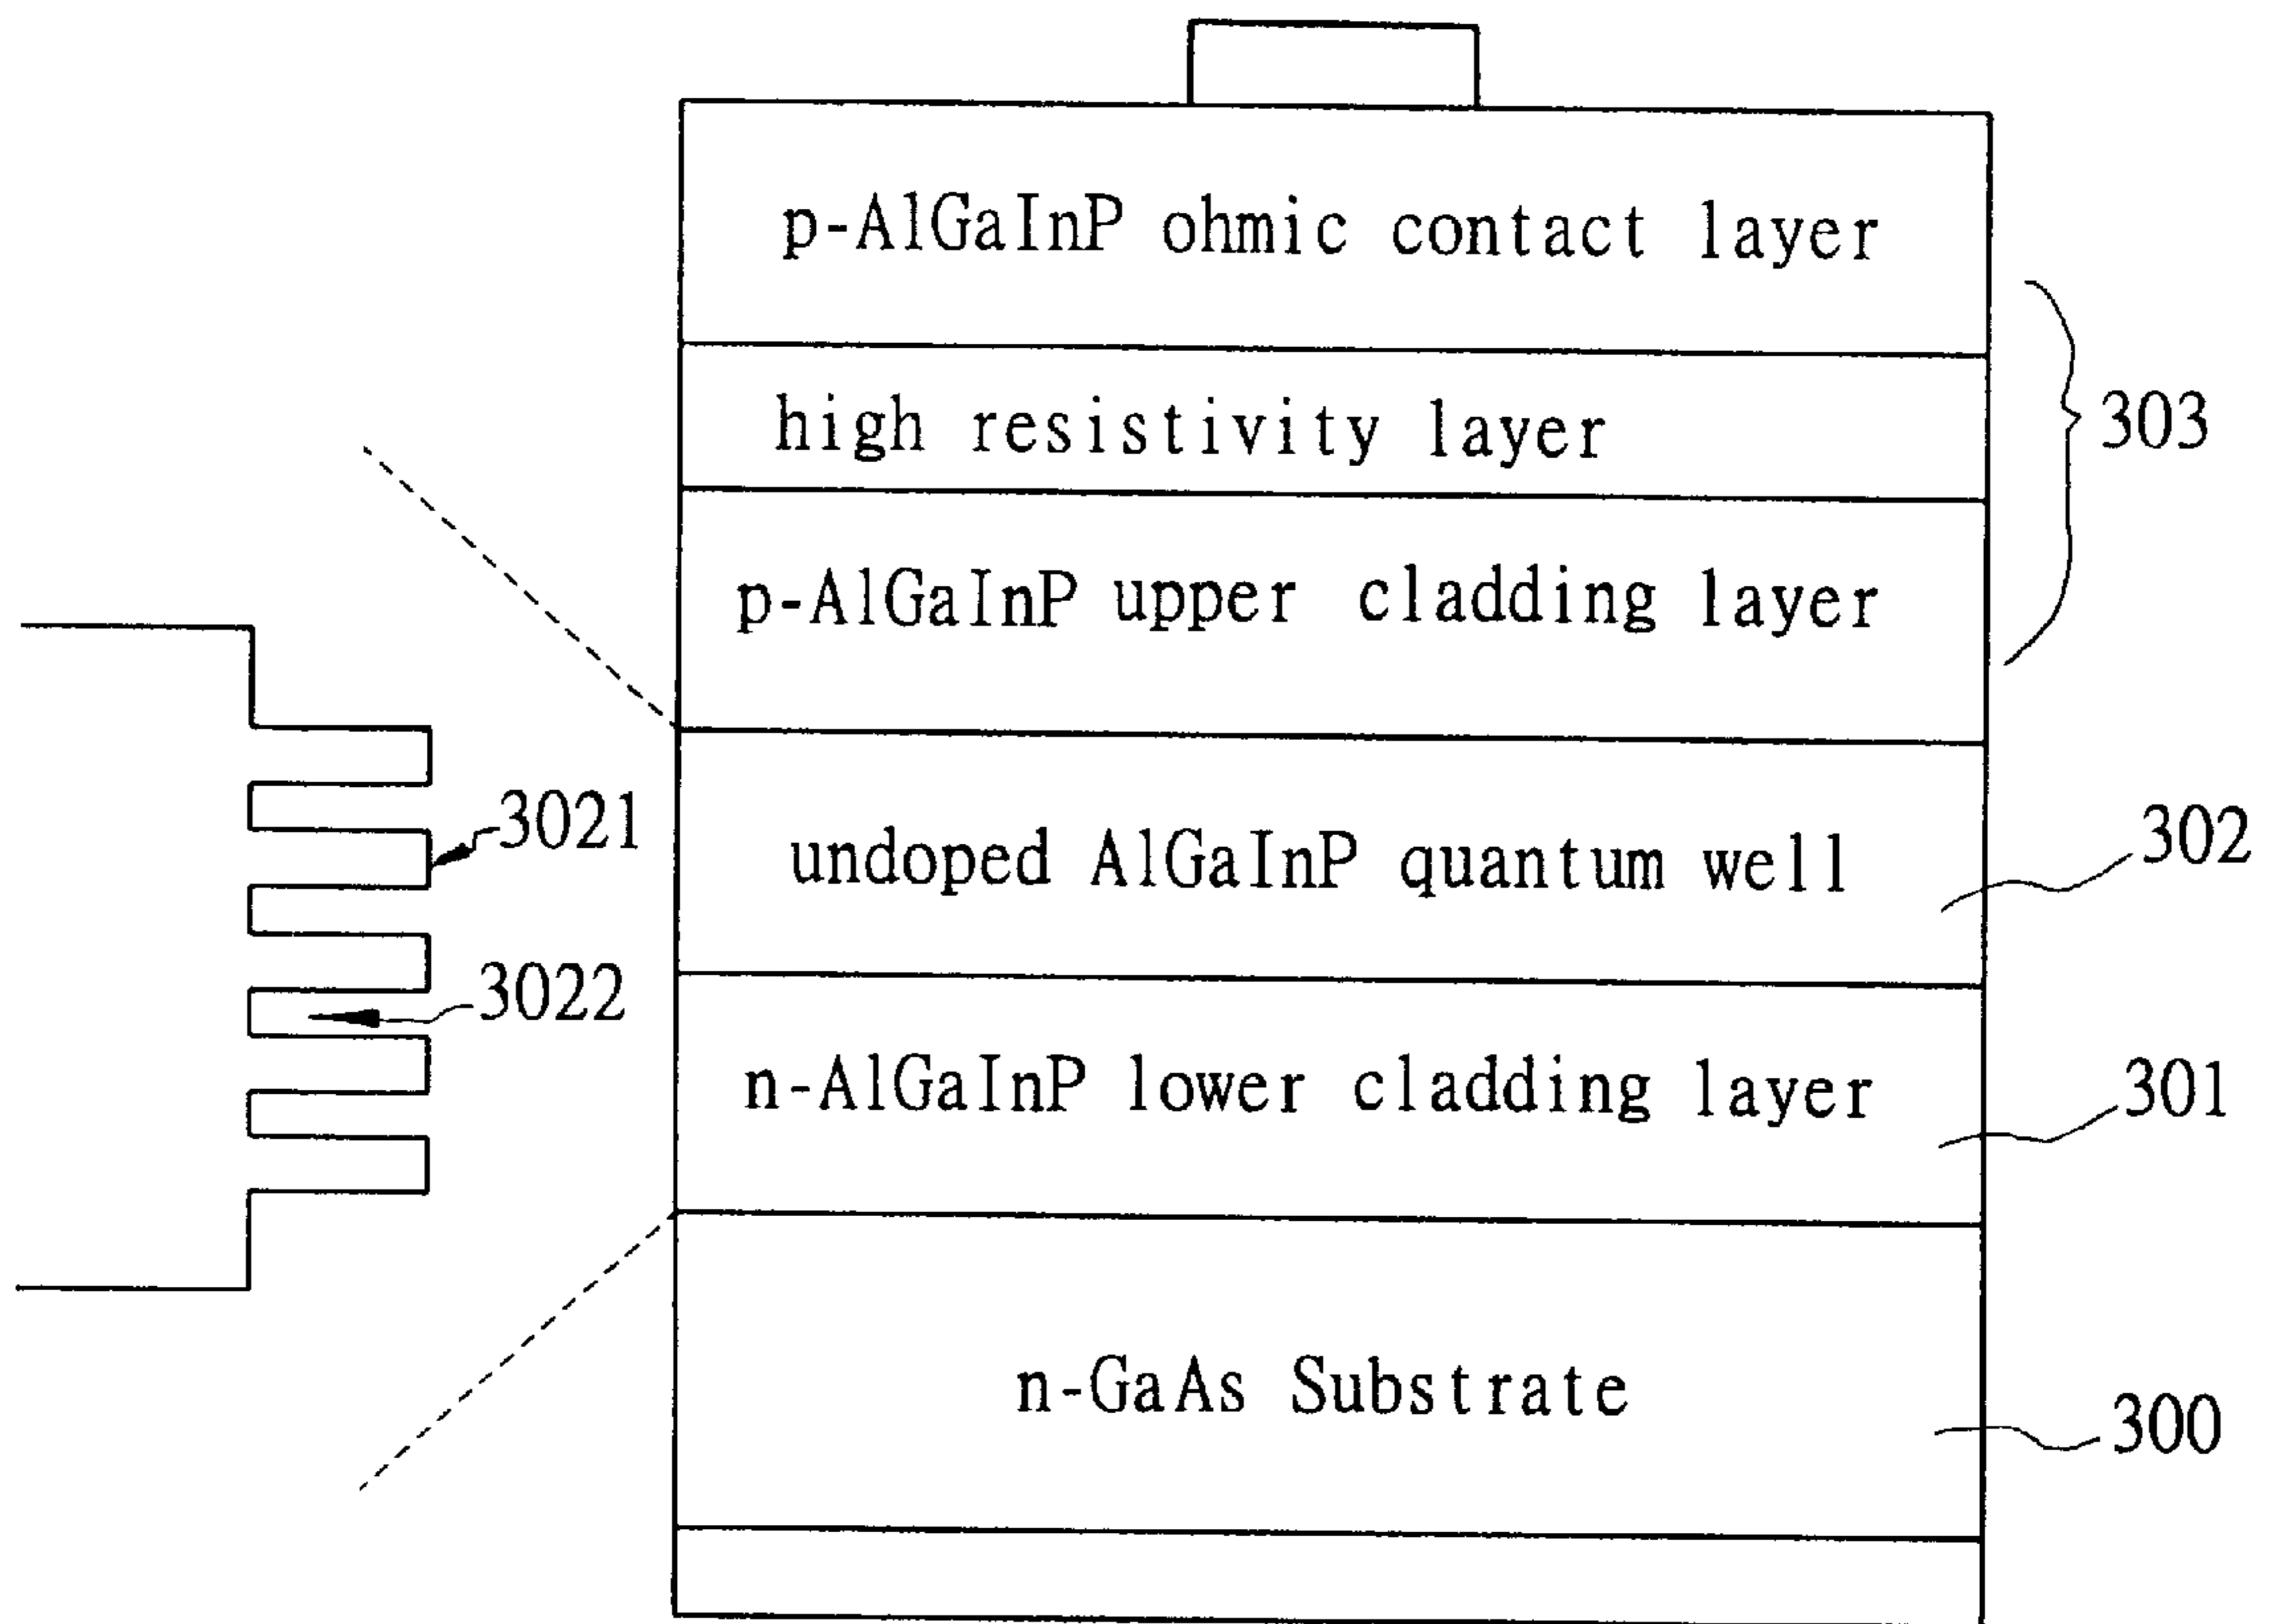 p-AlGaInP ohmic contact layer
high resistivity layer
303
p-AlGaInP upper cladding layer
3021
undoped AlGaInP quantum well
302
3022
n-AlGaInP lower cladding layer
301
n-GaAs Substrate
300